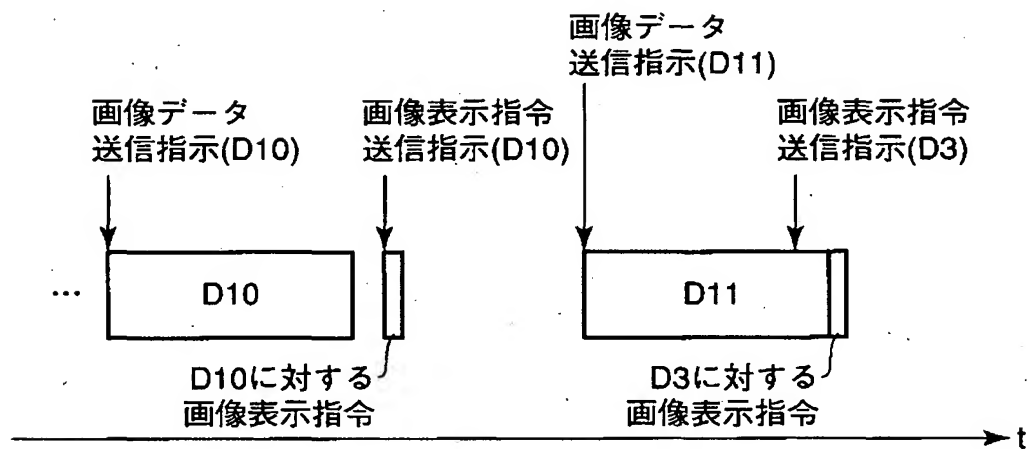 画像データ
送信指示(D11)
画像データ
送信指示(D10)
画像表示指令
送信指示(D10)
画像表示指令
送信指示(D3)
…
D10
D11
D10に対する
画像表示指令
D3に対する
画像表示指令
t